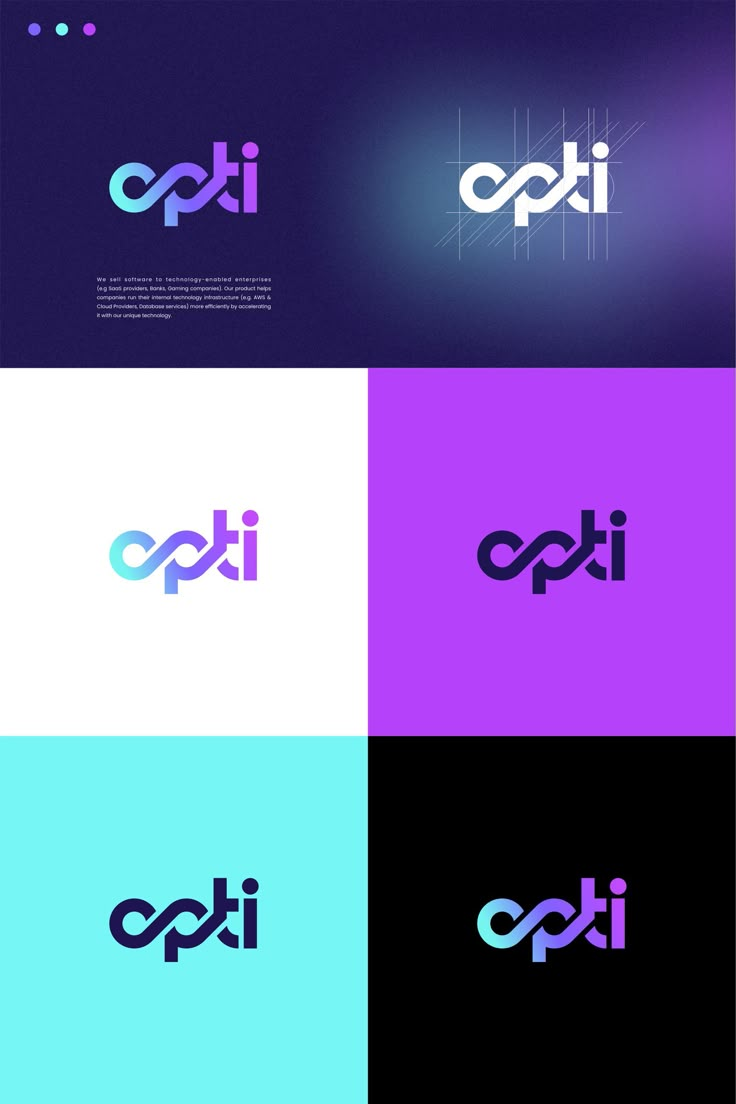 opti
opti
We sell software to technology-enabled enterprises
(e.g SaaS providers, Banks, Gaming companies). Our product helps
companies run their internal technology infrastructure (e.g. AWS &
Cloud Providers, Database services) more efficiently by accelerating
it with our unique technology.
opti
opti
opti
opti